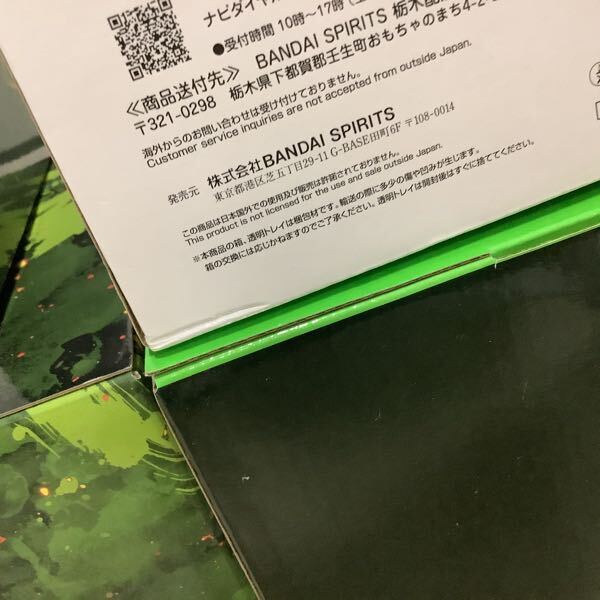 ナビダイヤル
●受付時間 10時〜17時
≪商品送付先≫ BANDAI SPIRITS 栃木
〒321-0298 栃木県下都賀郡壬生町おもちゃのまち4-2-
海外からのお問い合わせは受け付けておりません。
Customer service inquiries are not accepted from outside Japan.
発売元 株式会社BANDAI SPIRITS
東京都港区芝五丁目29-11 G-BASE田町6F 〒108-0014
この商品は日本国外での使用及び販売は許諾されておりません。
This product is not licensed for the use and sale outside Japan.
※本商品の箱、透明トレイは梱包材です。輸送の際に多少の傷や凹みが生じます。
箱の交換には応じかねますのでご了承ください。透明トレイは開封後はすぐに捨ててください。